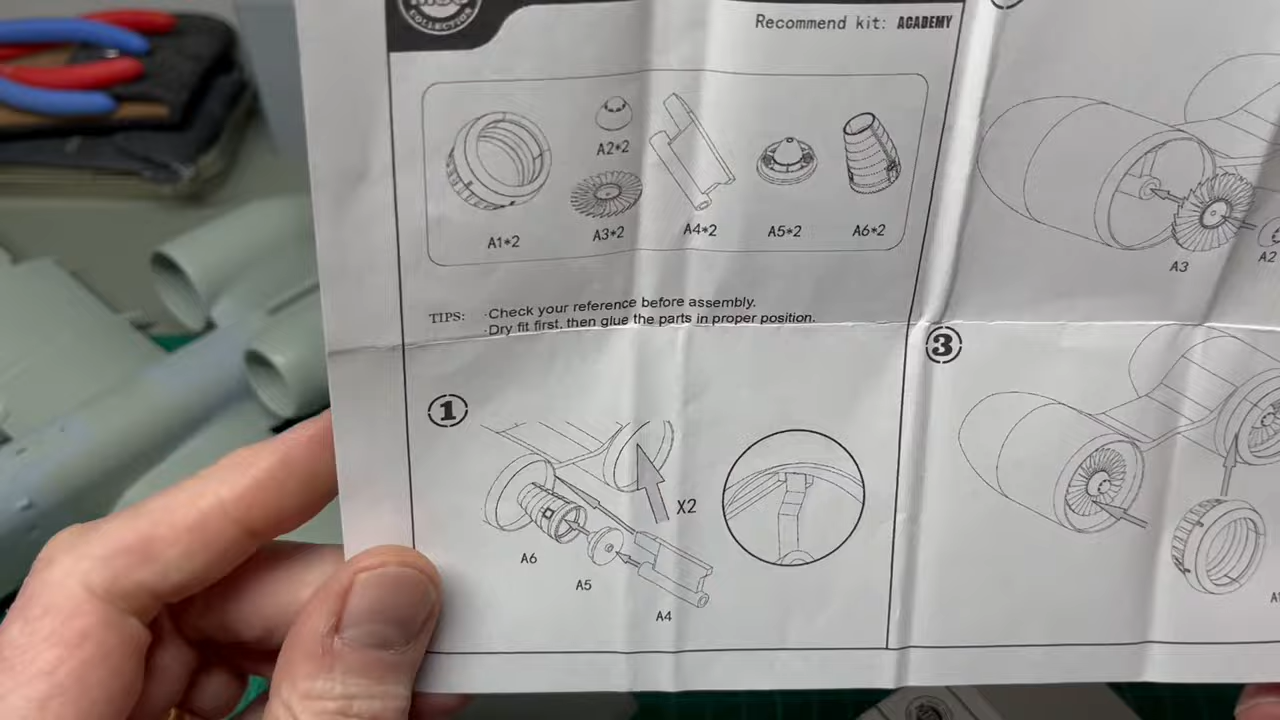 COLLECTION
Recommend kit: ACADEMY
A1*2
A2*2
A3*2
A4*2
A5*2
A6*2
TIPS: ·Check your reference before assembly.
·Dry fit first, then glue the parts in proper position.
1
X2
A6
A5
A4
A3
A2
3